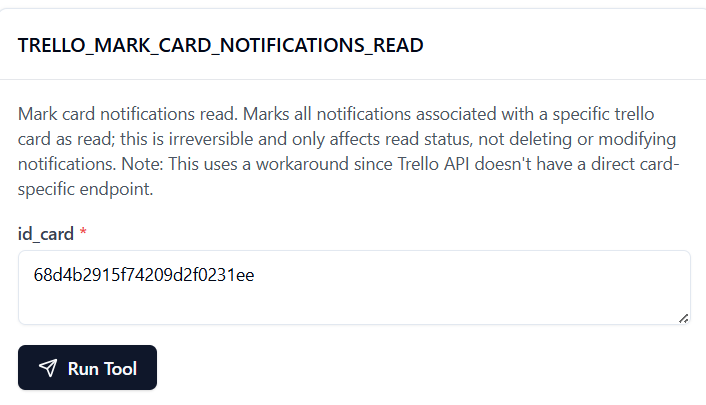 TRELLO_MARK_CARD_NOTIFICATIONS_READ
Mark card notifications read. Marks all notifications associated with a specific trello
card as read; this is irreversible and only affects read status, not deleting or modifying
notifications. Note: This uses a workaround since Trello API doesn't have a direct card-
specific endpoint.
id_card *
68d4b2915f74209d2f0231ee
Run Tool